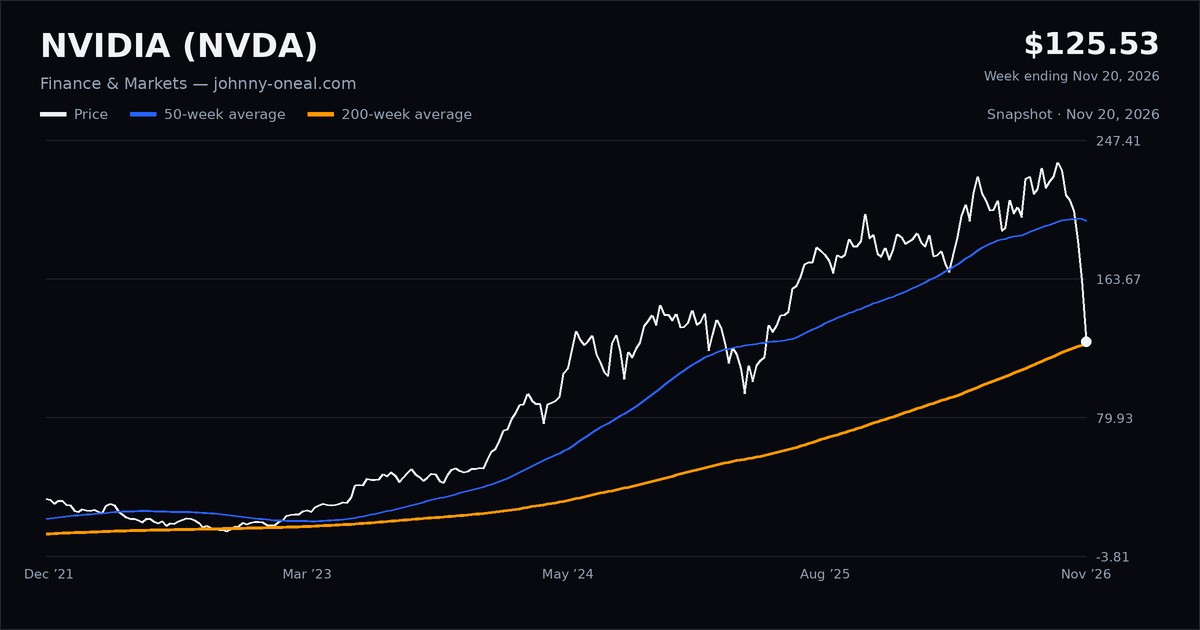 NVIDIA (NVDA)
$125.53
Finance & Markets — johnny-oneal.com
Week ending Nov 20, 2026
Price
50-week average
200-week average
Snapshot · Nov 20, 2026
247.41
163.67
79.93
-3.81
Dec ’21
Mar ’23
May ’24
Aug ’25
Nov ’26